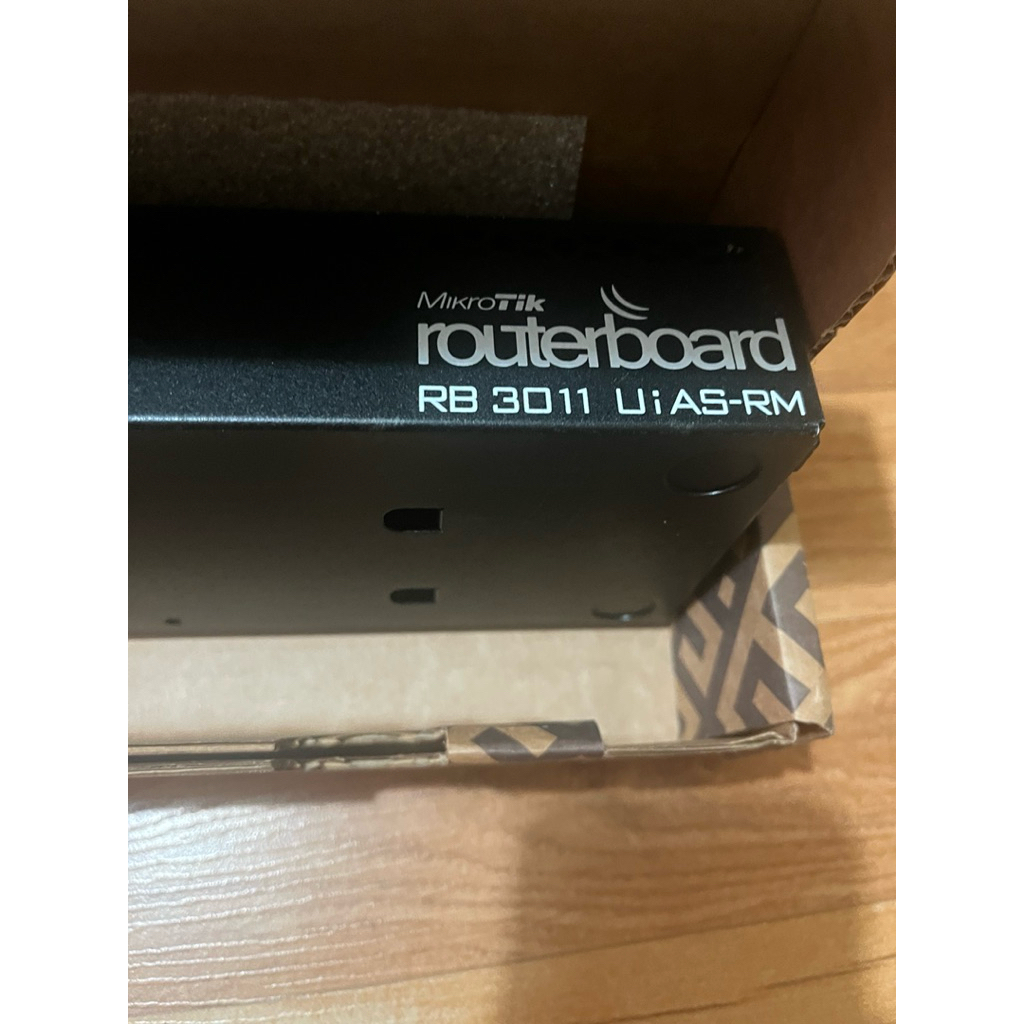 MikroTik
routerboard
RB 3011 UiAS-RM